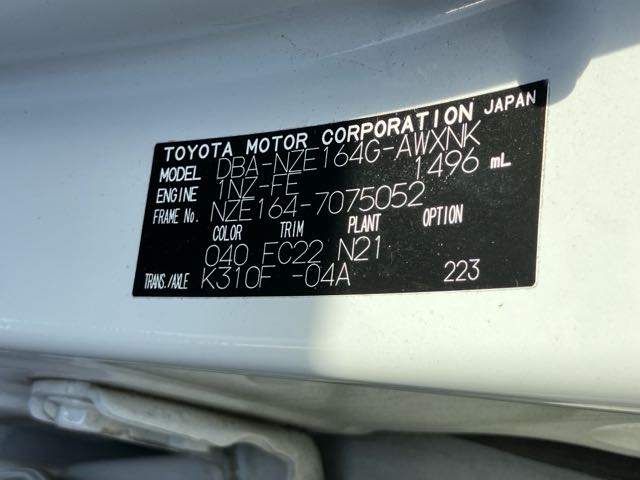 TOYOTA MOTOR CORPORATION JAPAN
MODEL DBA-NZE164G-AWXNK
ENGINE 1NZ-FE 1496 mL
FRAME No. NZE164-7075052
COLOR TRIM PLANT OPTION
040 FC22 N21
TRANS./AXLE K310F -04A 223